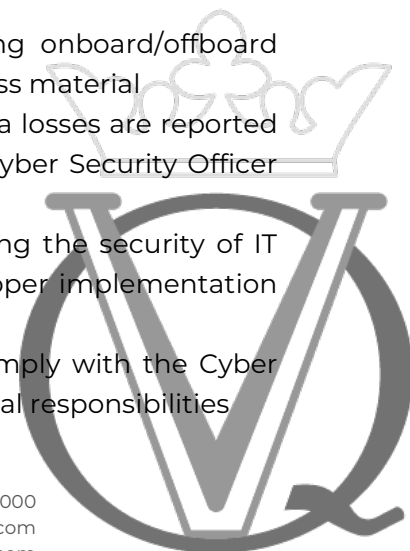 ng onboard/offboard
ss material
a losses are reported
yber Security Officer
ng the security of IT
oper implementation
mply with the Cyber
al responsibilities
000
com
com